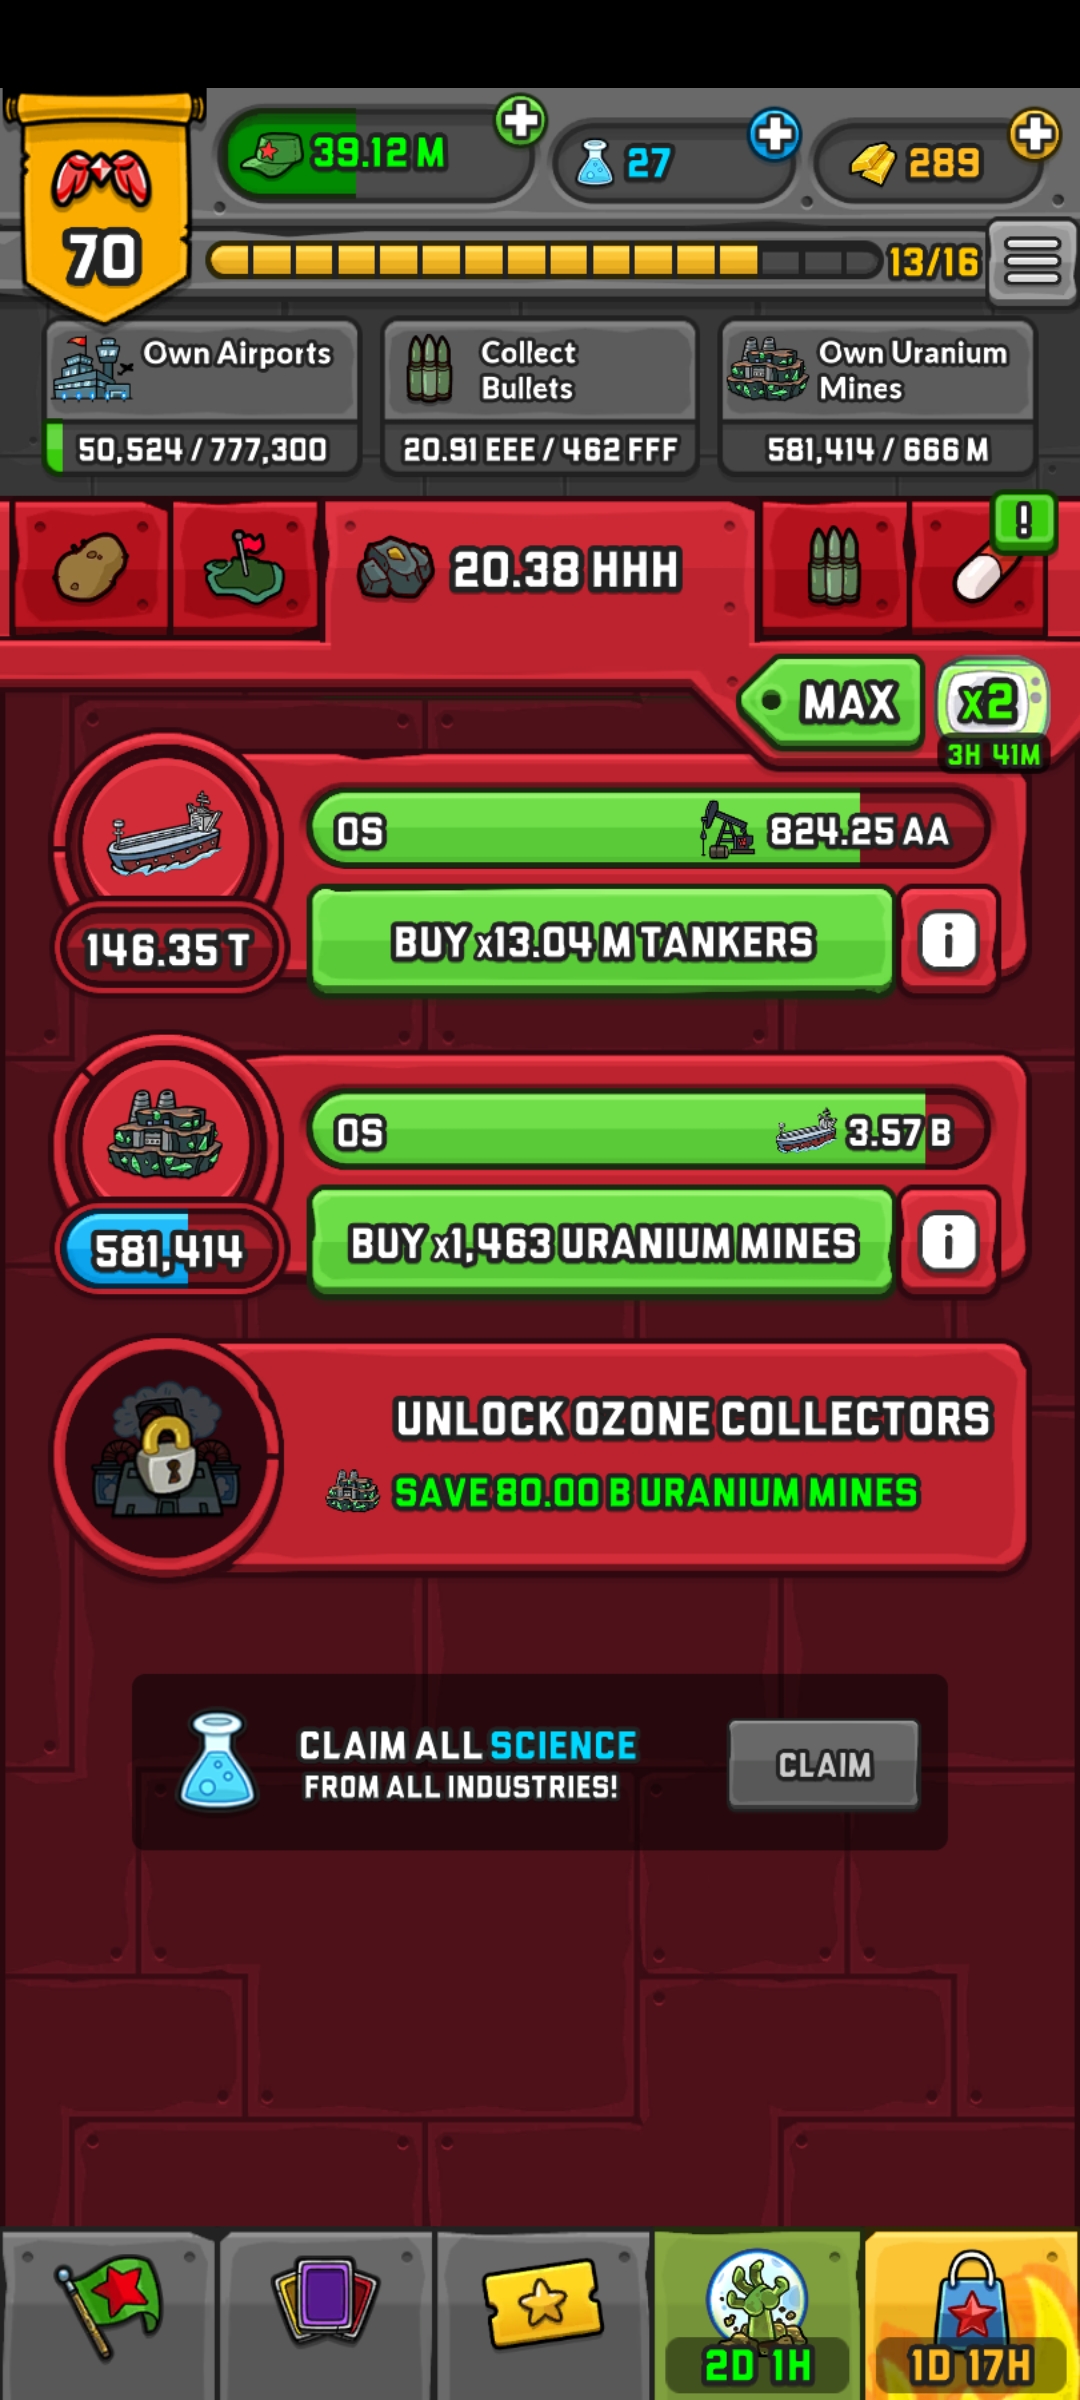 39.12 M
27
289
70
13/16
Own Airports
50,524 / 777,300
Collect
Bullets
20.91 EEE / 462 FFF
Own Uranium
Mines
581,414 / 666 M
20.38 HHH
!
MAX
x2
3H 41M
0S
824.25 AA
146.35 T
BUY x13.04 M TANKERS
i
0S
3.57 B
581,414
BUY x1,463 URANIUM MINES
i
UNLOCK OZONE COLLECTORS
SAVE 80.00 B URANIUM MINES
CLAIM ALL SCIENCE
FROM ALL INDUSTRIES!
CLAIM
2D 1H
1D 17H